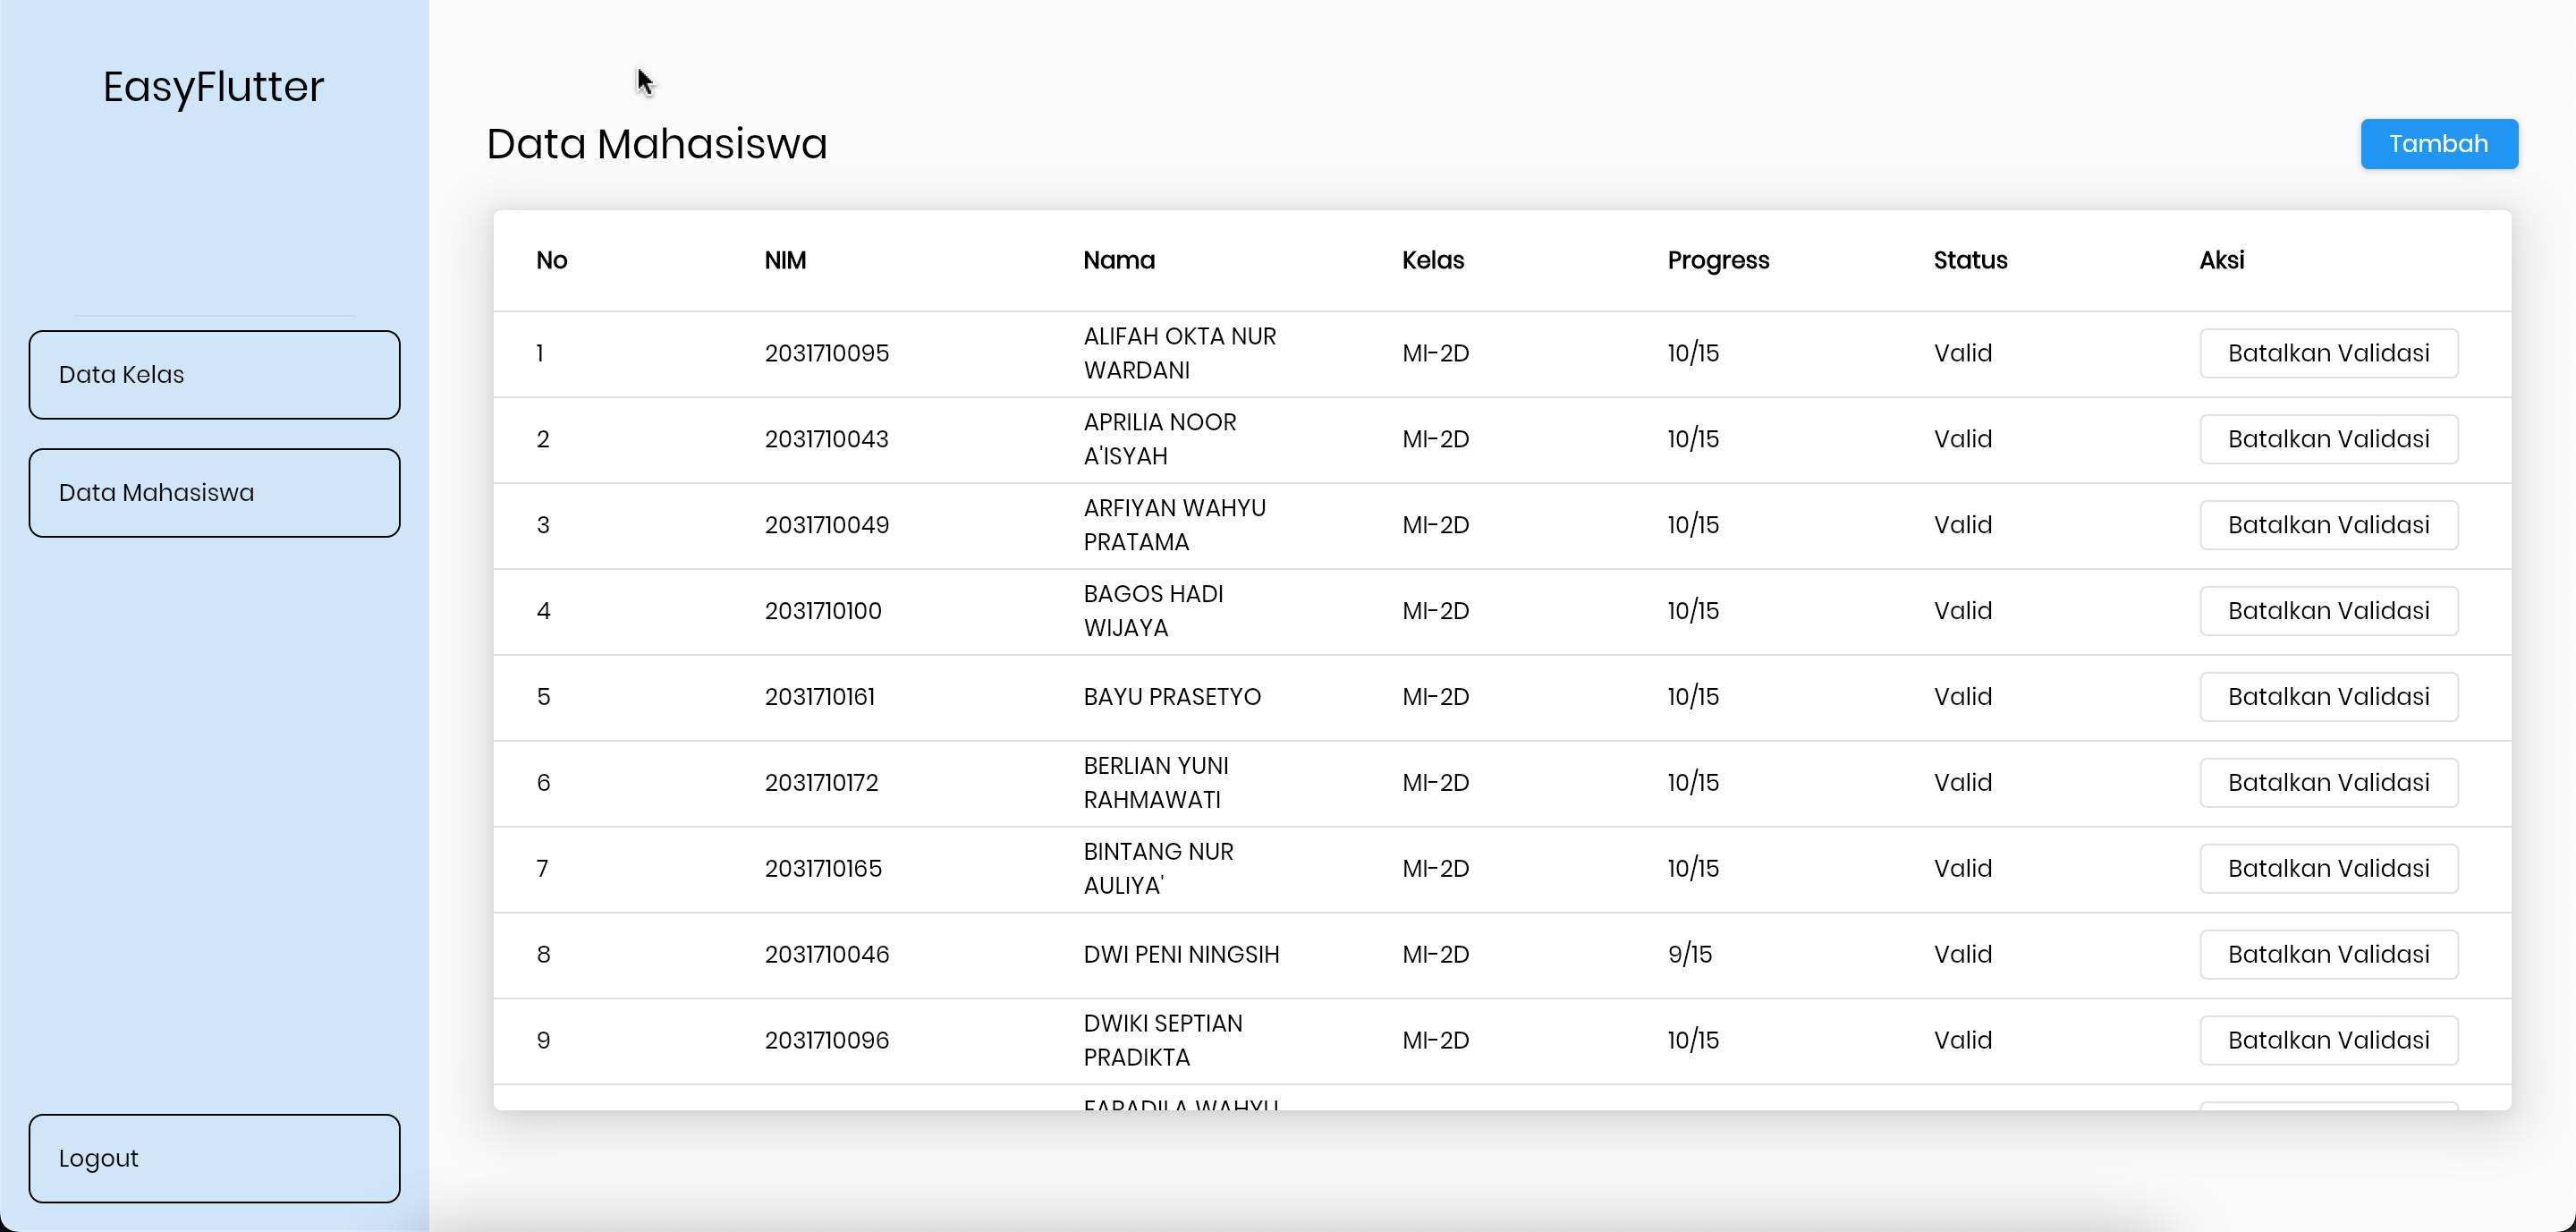 EasyFlutter
Data Kelas
Data Mahasiswa
Logout
Data Mahasiswa
Tambah
No NIM Nama Kelas Progress Status Aksi
1 2031710095 ALIFAH OKTA NUR WARDANI MI-2D 10/15 Valid Batalkan Validasi
2 2031710043 APRILIA NOOR A'ISYAH MI-2D 10/15 Valid Batalkan Validasi
3 2031710049 ARFIYAN WAHYU PRATAMA MI-2D 10/15 Valid Batalkan Validasi
4 2031710100 BAGOS HADI WIJAYA MI-2D 10/15 Valid Batalkan Validasi
5 2031710161 BAYU PRASETYO MI-2D 10/15 Valid Batalkan Validasi
6 2031710172 BERLIAN YUNI RAHMAWATI MI-2D 10/15 Valid Batalkan Validasi
7 2031710165 BINTANG NUR AULIYA' MI-2D 10/15 Valid Batalkan Validasi
8 2031710046 DWI PENI NINGSIH MI-2D 9/15 Valid Batalkan Validasi
9 2031710096 DWIKI SEPTIAN PRADIKTA MI-2D 10/15 Valid Batalkan Validasi
WAHYU